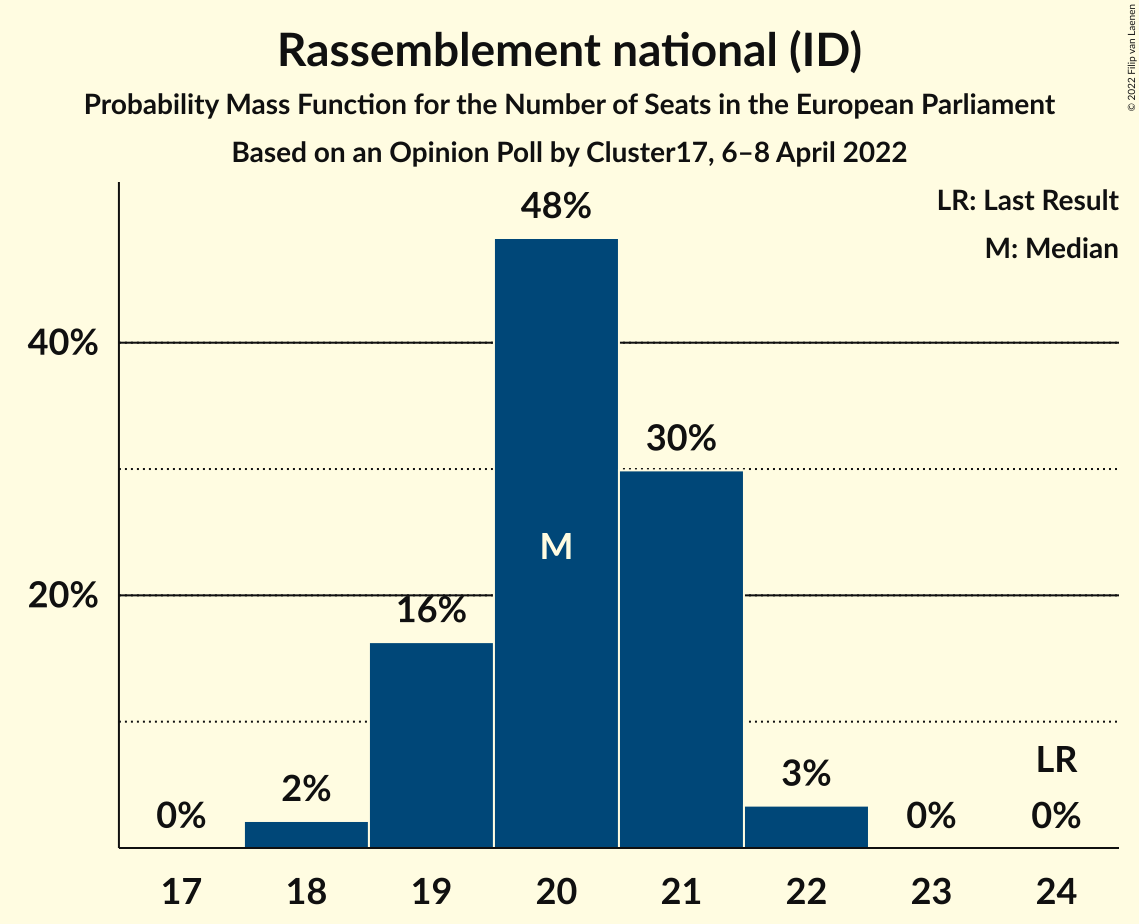 Rassemblement national (ID)
Probability Mass Function for the Number of Seats in the European Parliament
Based on an Opinion Poll by Cluster17, 6–8 April 2022
© 2022 Filip van Laenen
LR: Last Result
M: Median
48%
40%
30%
M
20%
16%
LR
3%
2%
0%
0%
0%
17 18 19 20 21 22 23 24